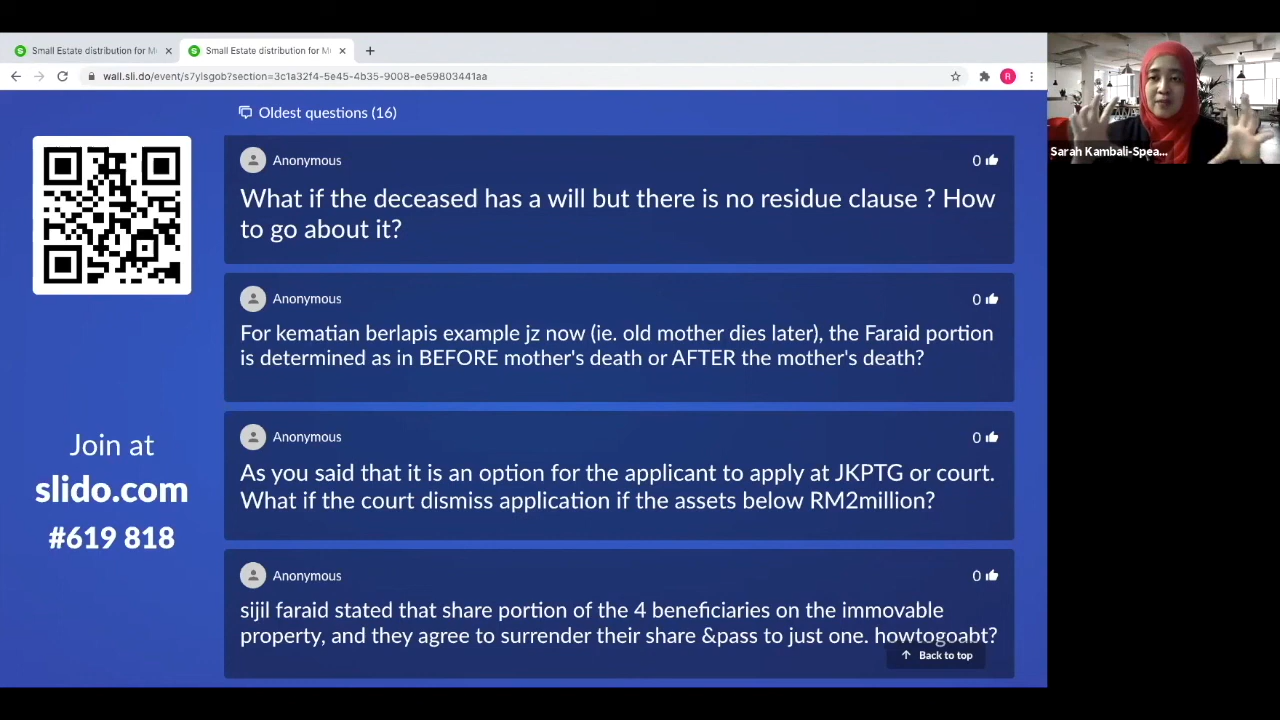 Small Estate distribution for Mu
Small Estate distribution for Mu
wall.sli.do/event/s7ylsgob?section=3c1a32f4-5e45-4b35-9008-ee59803441aa
R
Sarah Kambali-Spea...
Oldest questions (16)
Anonymous
0
What if the deceased has a will but there is no residue clause ? How
to go about it?
Anonymous
0
For kematian berlapis example jz now (ie. old mother dies later), the Faraid portion
is determined as in BEFORE mother's death or AFTER the mother's death?
Anonymous
0
As you said that it is an option for the applicant to apply at JKPTG or court.
What if the court dismiss application if the assets below RM2million?
Anonymous
0
sijil faraid stated that share portion of the 4 beneficiaries on the immovable
property, and they agree to surrender their share &pass to just one. howtogoabt?
Back to top
Join at
slido.com
#619 818